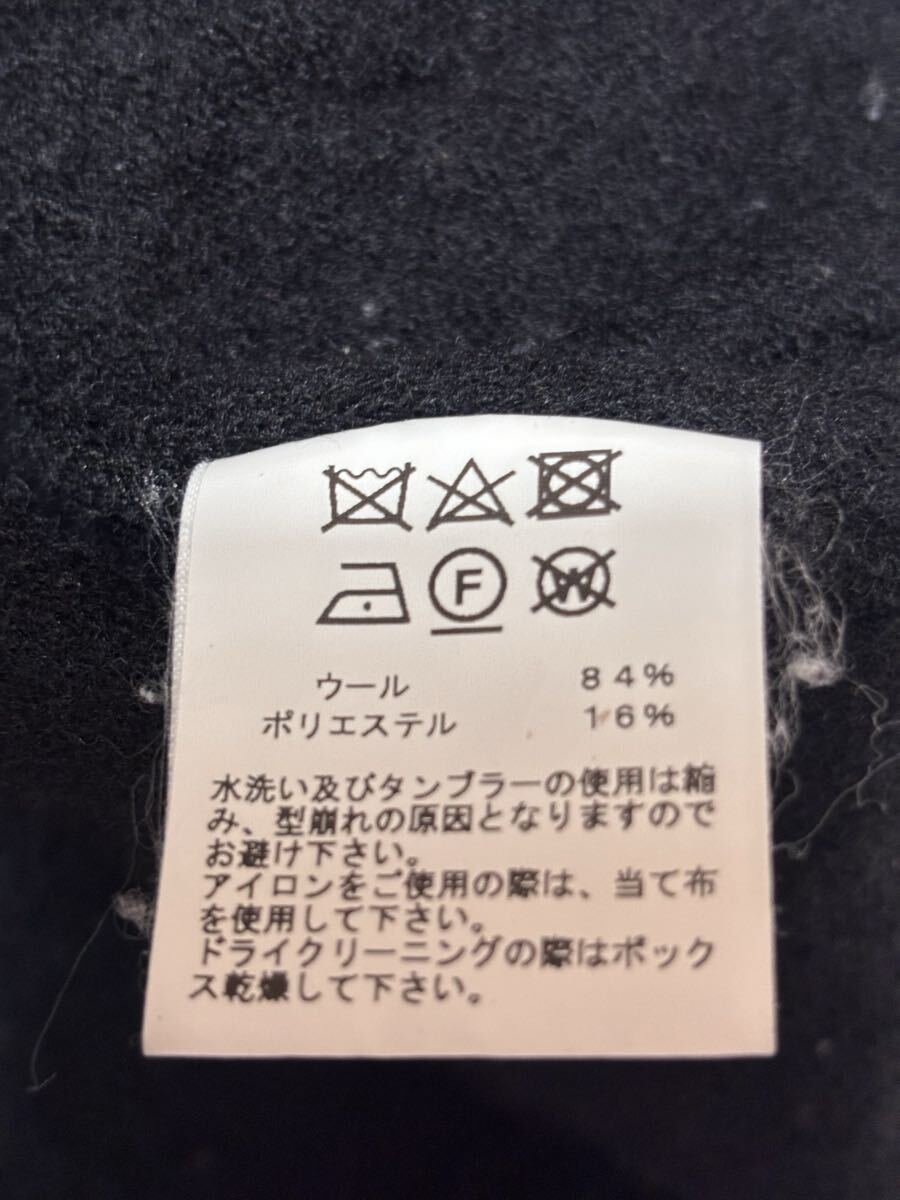 F W
ウール 84%
ポリエステル 16%
水洗い及びタンブラーの使用は縮
み、型崩れの原因となりますので
お避け下さい。
アイロンをご使用の際は、当て布
を使用して下さい。
ドライクリーニングの際はボック
ス乾燥して下さい。